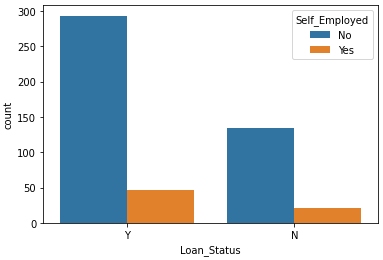 300
250
200
150
100
50
0
count
Self_Employed
No
Yes
Y
N
Loan_Status